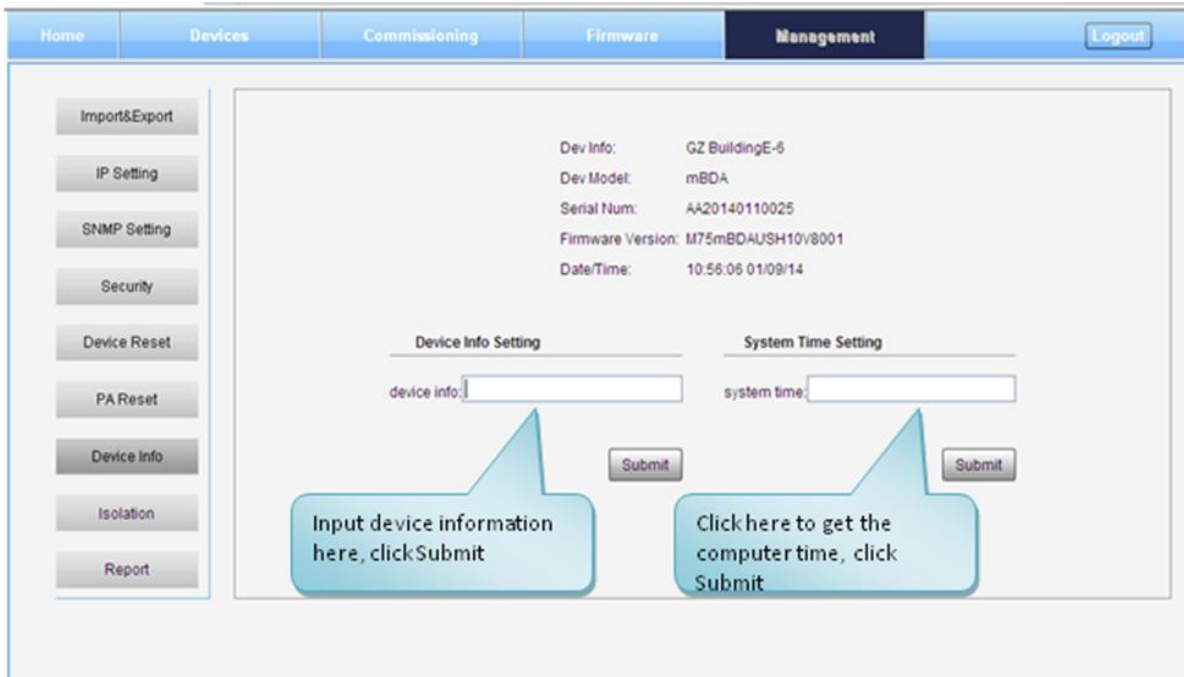 Home Devices Commissioning Firmware Management Logout
Import&Export
IP Setting
SNMP Setting
Security
Device Reset
PA Reset
Device Info
Isolation
Report
Dev Info: GZ BuildingE-6
Dev Model: mBDA
Serial Num: AA20140110025
Firmware Version: M75mBDAUSH10V8001
Date/Time: 10:56:06 01/09/14
Device Info Setting
device info:
Submit
Input device information
here, clickSubmit
System Time Setting
system time:
Submit
Click here to get the
computer time, click
Submit